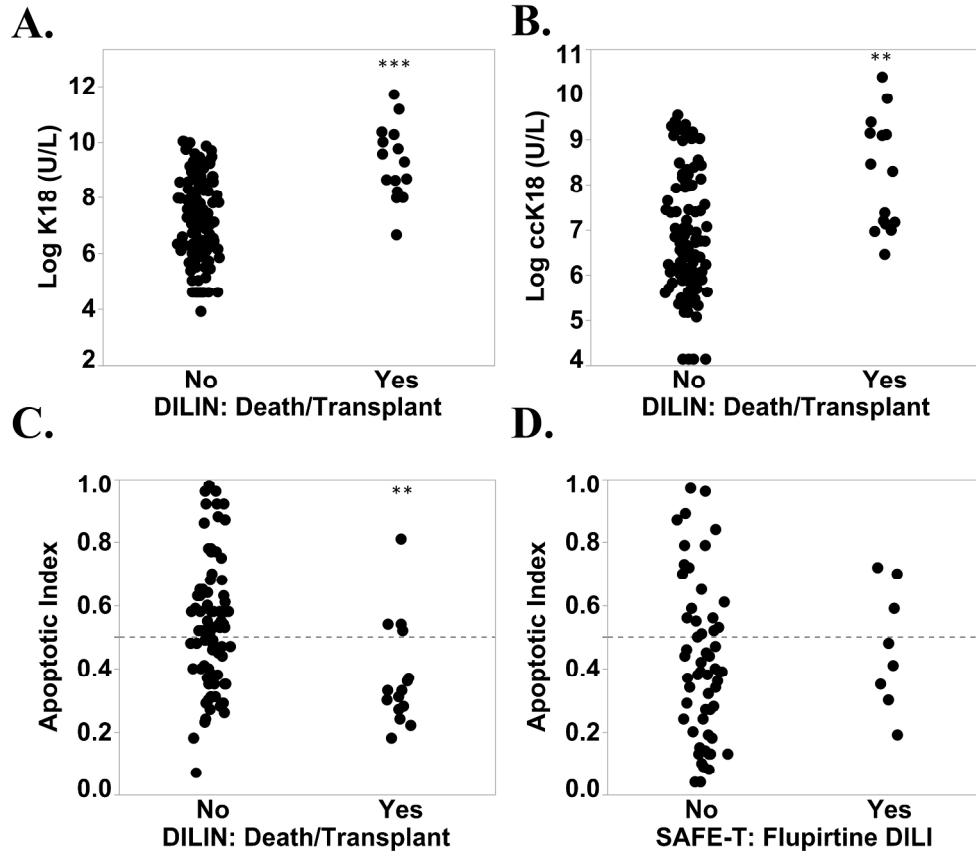 A.
***
Log K18 (U/L)
12
10
8
6
4
2
No Yes
DILIN: Death/Transplant
B.
**
Log ccK18 (U/L)
11
10
9
8
7
6
5
4
No Yes
DILIN: Death/Transplant
C.
**
Apoptotic Index
1.0
0.8
0.6
0.4
0.2
0.0
No Yes
DILIN: Death/Transplant
D.
Apoptotic Index
1.0
0.8
0.6
0.4
0.2
0.0
No Yes
SAFE-T: Flupirtine DILI